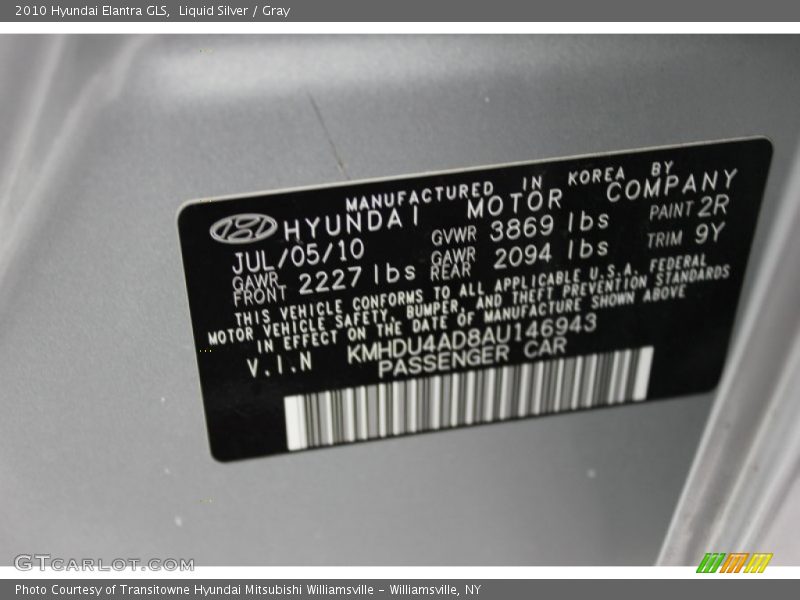 2010 Hyundai Elantra GLS,  Liquid Silver / Gray
MANUFACTURED IN KOREA BY
HYUNDAI MOTOR COMPANY
JUL/05/10 GVWR 3869 lbs PAINT 2R
GAWR FRONT 2227 lbs GAWR REAR 2094 lbs TRIM 9Y
THIS VEHICLE CONFORMS TO ALL APPLICABLE U.S.A. FEDERAL
MOTOR VEHICLE SAFETY, BUMPER, AND THEFT PREVENTION STANDARDS
IN EFFECT ON THE DATE OF MANUFACTURE SHOWN ABOVE
V.I.N KMHDU4AD8AU146943
PASSENGER CAR
GTCARLOT.COM
Photo Courtesy of Transitowne Hyundai Mitsubishi Williamsville – Williamsville, NY